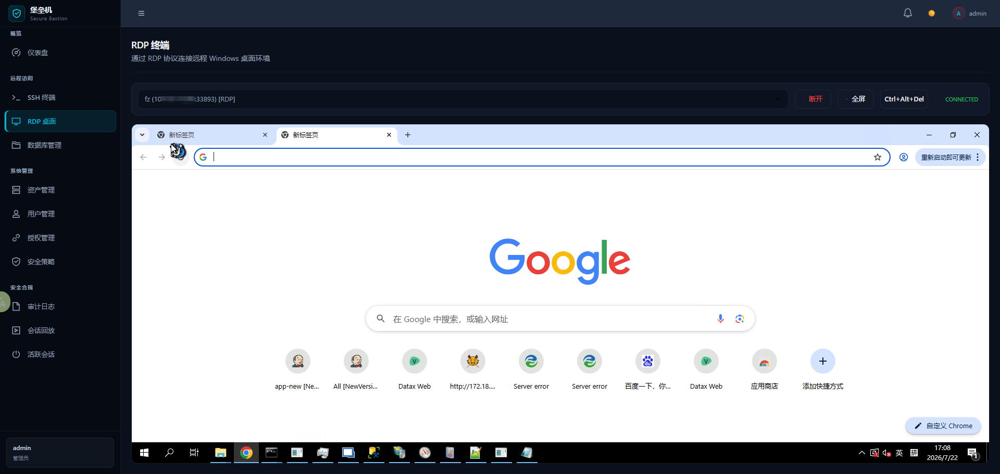 堡垒机
Secure Bastion
admin
概览
仪表盘
远程访问
SSH 终端
RDP 桌面
数据库管理
系统管理
资产管理
用户管理
授权管理
安全策略
安全合规
审计日志
会话回放
活跃会话
admin
管理员
RDP 终端
通过 RDP 协议连接远程 Windows 桌面环境
fz (10 :33893) [RDP]
断开
全屏
Ctrl+Alt+Del
CONNECTED
新标签页
新标签页
重新启动即可更新
Google
在 Google 中搜索，或输入网址
app-new [Ne...
All [NewVersi...
Datax Web
http://172.18....
Server error
Server error
百度一下，你...
Datax Web
应用商店
添加快捷方式
自定义 Chrome
英
拼
17:08
2026/7/22
1